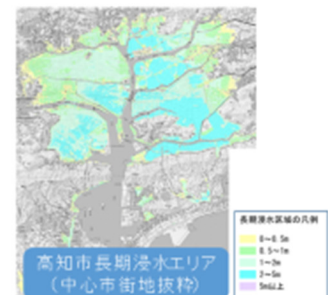 高知市長期浸水エリア
（中心市街地抜粋）
長期浸水区域の凡例
0～0.5m
0.5～1m
1～2m
2～5m
5m以上